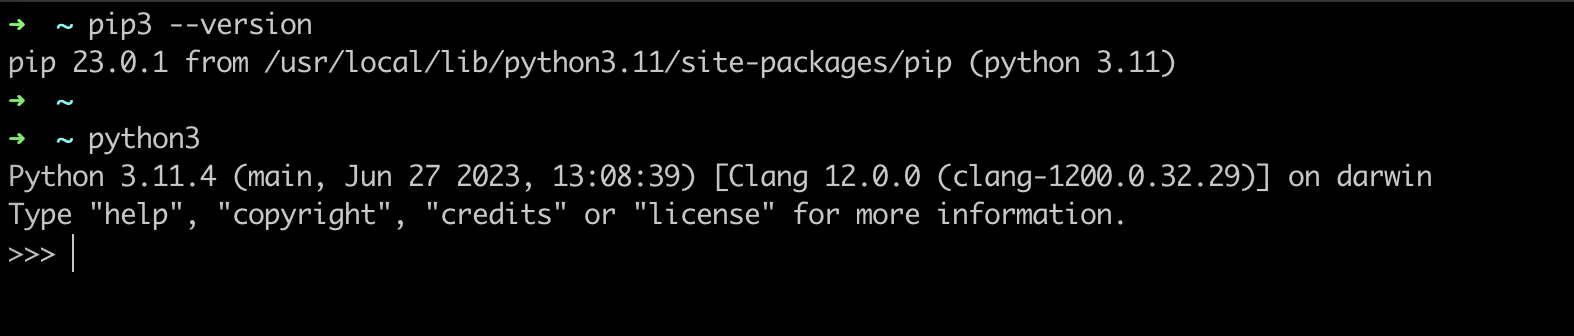 ➜  ~ pip3 --version
pip 23.0.1 from /usr/local/lib/python3.11/site-packages/pip (python 3.11)
➜  ~
➜  ~ python3
Python 3.11.4 (main, Jun 27 2023, 13:08:39) [Clang 12.0.0 (clang-1200.0.32.29)] on darwin
Type "help", "copyright", "credits" or "license" for more information.
>>>